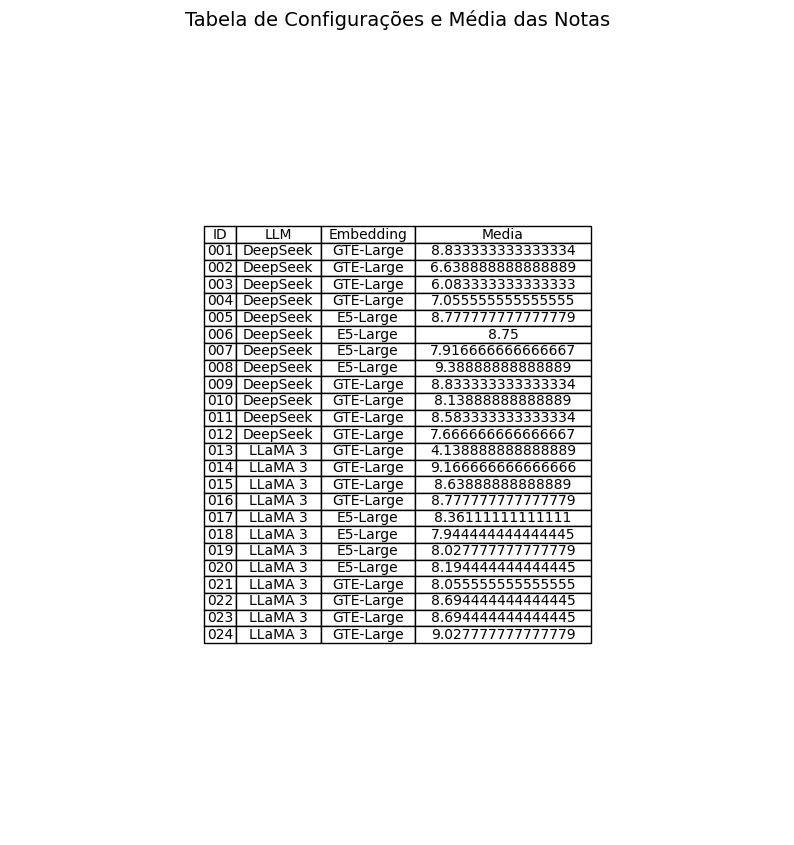 Tabela de Configurações e Média das Notas
ID LLM Embedding Media
001 DeepSeek GTE-Large 8.833333333333334
002 DeepSeek GTE-Large 6.638888888888889
003 DeepSeek GTE-Large 6.083333333333333
004 DeepSeek GTE-Large 7.055555555555555
005 DeepSeek E5-Large 8.777777777777779
006 DeepSeek E5-Large 8.75
007 DeepSeek E5-Large 7.916666666666667
008 DeepSeek E5-Large 9.38888888888889
009 DeepSeek GTE-Large 8.833333333333334
010 DeepSeek GTE-Large 8.13888888888889
011 DeepSeek GTE-Large 8.583333333333334
012 DeepSeek GTE-Large 7.666666666666667
013 LLaMA 3 GTE-Large 4.138888888888889
014 LLaMA 3 GTE-Large 9.166666666666666
015 LLaMA 3 GTE-Large 8.63888888888889
016 LLaMA 3 GTE-Large 8.777777777777779
017 LLaMA 3 E5-Large 8.36111111111111
018 LLaMA 3 E5-Large 7.944444444444445
019 LLaMA 3 E5-Large 8.027777777777779
020 LLaMA 3 E5-Large 8.194444444444445
021 LLaMA 3 GTE-Large 8.055555555555555
022 LLaMA 3 GTE-Large 8.694444444444445
023 LLaMA 3 GTE-Large 8.694444444444445
024 LLaMA 3 GTE-Large 9.027777777777779